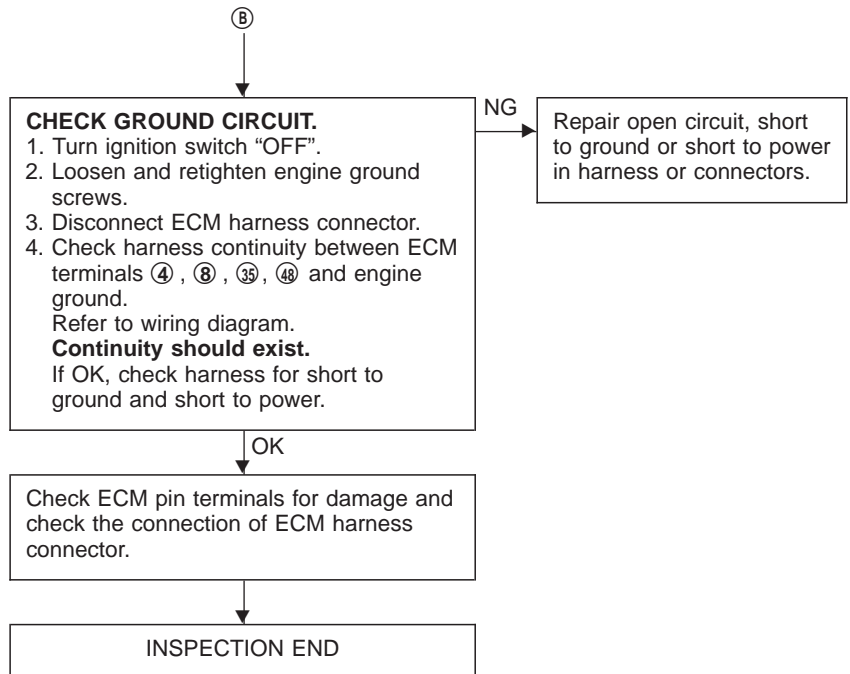 Ⓑ
CHECK GROUND CIRCUIT.
1. Turn ignition switch “OFF”.
2. Loosen and retighten engine ground
screws.
3. Disconnect ECM harness connector.
4. Check harness continuity between ECM
terminals ④ , ⑧ , ㉟, ㊽ and engine
ground.
Refer to wiring diagram.
Continuity should exist.
If OK, check harness for short to
ground and short to power.
NG
Repair open circuit, short
to ground or short to power
in harness or connectors.
OK
Check ECM pin terminals for damage and
check the connection of ECM harness
connector.
INSPECTION END